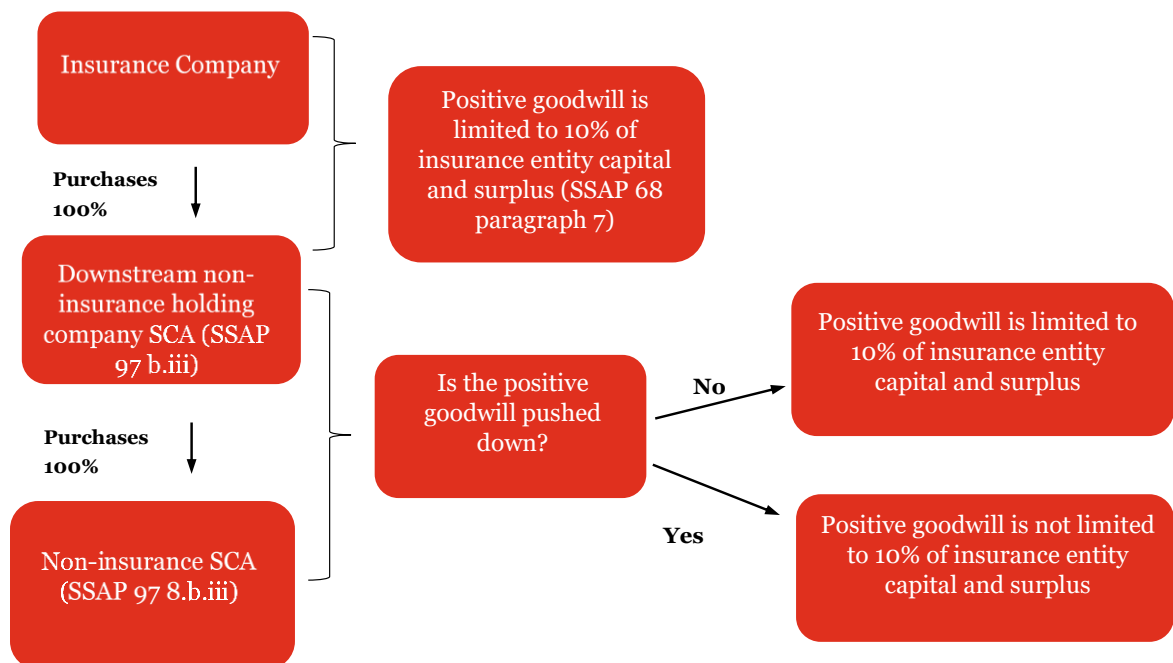 Insurance Company
Purchases
100%
Downstream non-
insurance holding
company SCA (SSAP
97 b.iii)
Purchases
100%
Non-insurance SCA
(SSAP 97 8.b.iii)
Positive goodwill is
limited to 10% of
insurance entity capital
and surplus (SSAP 68
paragraph 7)
Is the positive
goodwill pushed
down?
No
Positive goodwill is limited to
10% of insurance entity
capital and surplus
Yes
Positive goodwill is not limited
to 10% of insurance entity
capital and surplus